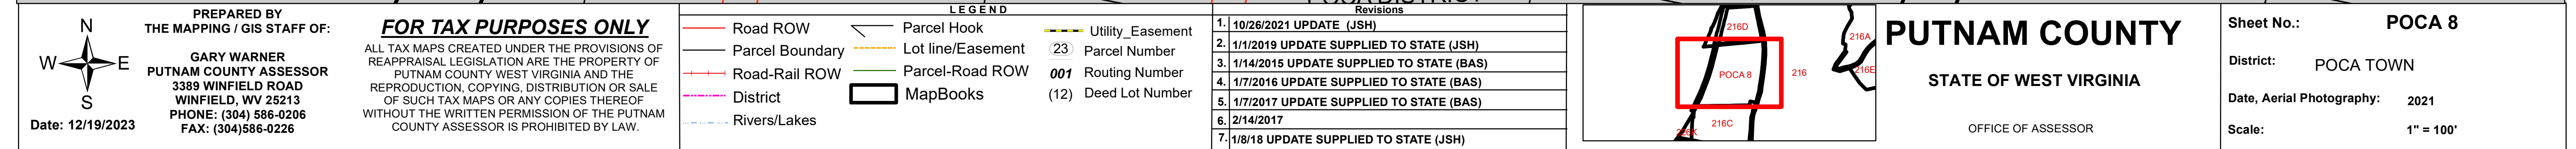 N
W E
S
Date: 12/19/2023
PREPARED BY
THE MAPPING / GIS STAFF OF:
GARY WARNER
PUTNAM COUNTY ASSESSOR
3389 WINFIELD ROAD
WINFIELD, WV 25213
PHONE: (304) 586-0206
FAX: (304)586-0226
FOR TAX PURPOSES ONLY
ALL TAX MAPS CREATED UNDER THE PROVISIONS OF
REAPPRAISAL LEGISLATION ARE THE PROPERTY OF
PUTNAM COUNTY WEST VIRGINIA AND THE
REPRODUCTION, COPYING, DISTRIBUTION OR SALE
OF SUCH TAX MAPS OR ANY COPIES THEREOF
WITHOUT THE WRITTEN PERMISSION OF THE PUTNAM
COUNTY ASSESSOR IS PROHIBITED BY LAW.
LEGEND
Road ROW
Parcel Boundary
Road-Rail ROW
District
Rivers/Lakes
Parcel Hook
Lot line/Easement
Parcel-Road ROW
MapBooks
Utility_Easement
23 Parcel Number
001 Routing Number
(12) Deed Lot Number
POCA DISTRICT
Revisions
1. 10/26/2021 UPDATE (JSH)
2. 1/1/2019 UPDATE SUPPLIED TO STATE (JSH)
3. 1/14/2015 UPDATE SUPPLIED TO STATE (BAS)
4. 1/7/2016 UPDATE SUPPLIED TO STATE (BAS)
5. 1/7/2017 UPDATE SUPPLIED TO STATE (BAS)
6. 2/14/2017
7. 1/8/18 UPDATE SUPPLIED TO STATE (JSH)
216D
216A
POCA 8
216
216E
216C
PUTNAM COUNTY
STATE OF WEST VIRGINIA
OFFICE OF ASSESSOR
Sheet No.: POCA 8
District: POCA TOWN
Date, Aerial Photography: 2021
Scale: 1" = 100'